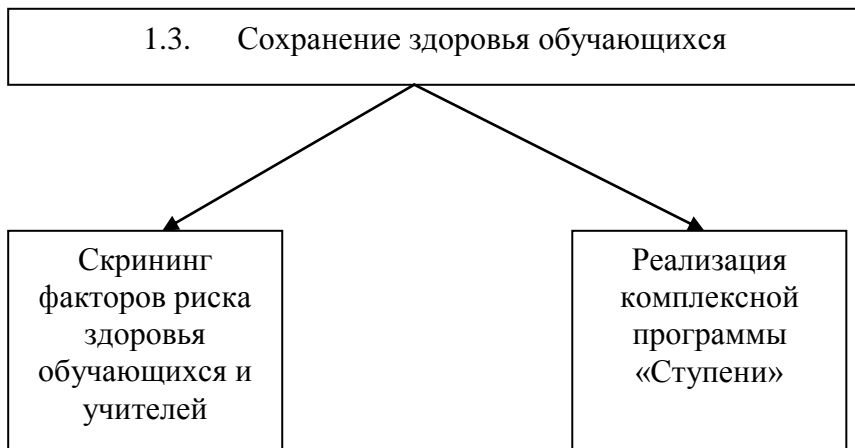 1.3. Сохранение здоровья обучающихся
Скрининг
факторов риска
здоровья
обучающихся и
учителей
Реализация
комплексной
программы
«Ступени»